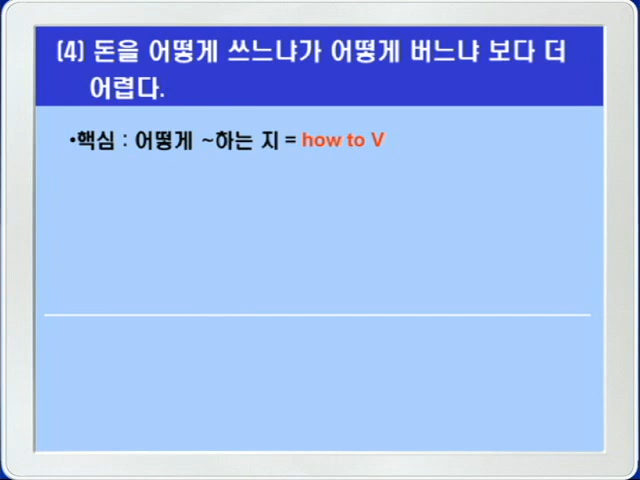 (4) 돈을 어떻게 쓰느냐가 어떻게 버느냐 보다 더
어렵다.
•핵심 : 어떻게 ~하는 지 = how to V